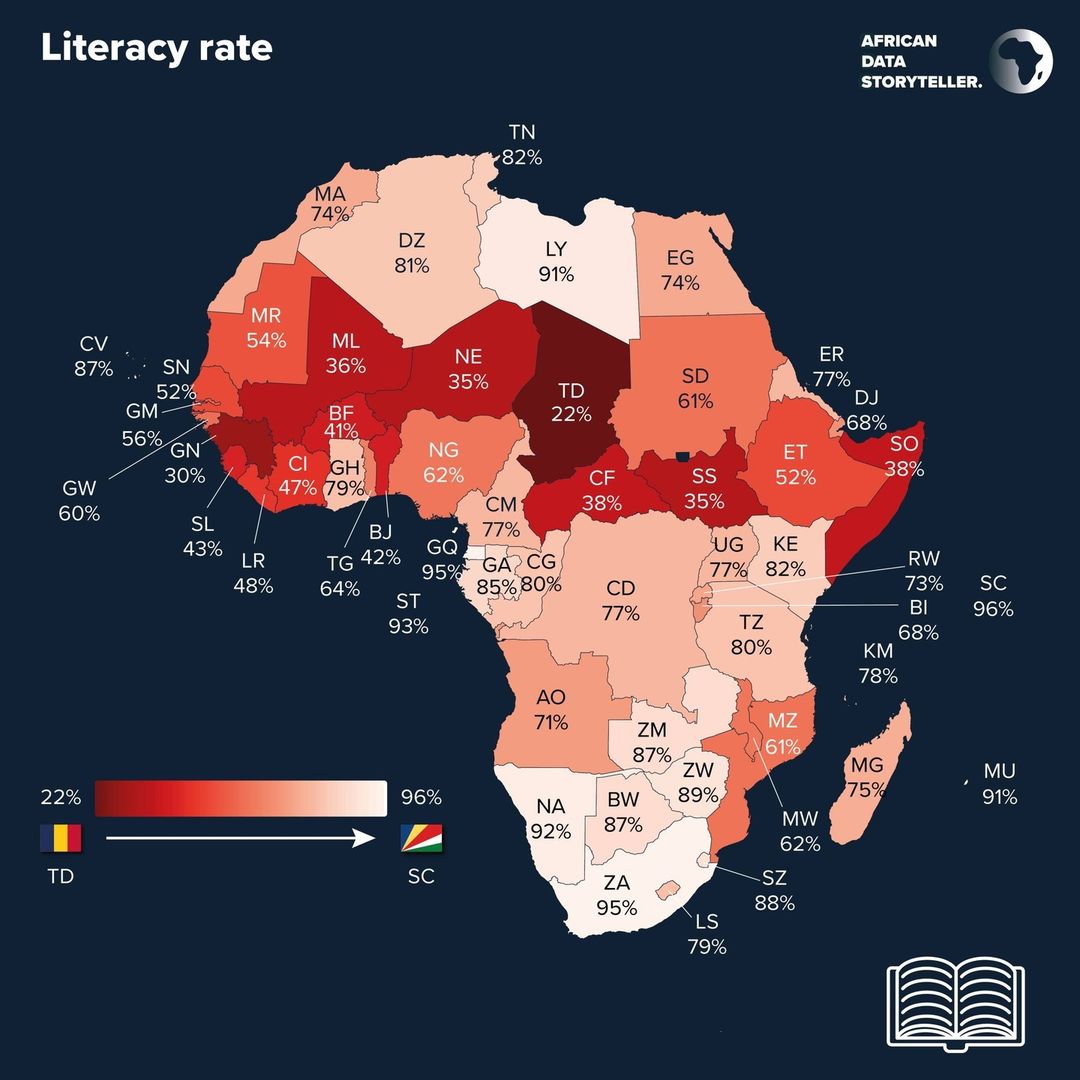 Literacy rate
AFRICAN
DATA
STORYTELLER.
TN
82%
MA
74%
DZ
81%
LY
91%
EG
74%
MR
54%
ML
36%
NE
35%
TD
22%
SD
61%
ER
77%
DJ
68%
CV
87%
SN
52%
GM
56%
GN
30%
GW
60%
BF
41%
CI
47%
GH
79%
NG
62%
CF
38%
SS
35%
ET
52%
SO
38%
SL
43%
LR
48%
TG
64%
BJ
42%
CM
77%
GQ
95%
GA
85%
CG
80%
UG
77%
KE
82%
RW
73%
SC
96%
BI
68%
ST
93%
CD
77%
TZ
80%
KM
78%
AO
71%
ZM
87%
MZ
61%
MG
75%
MU
91%
ZW
89%
NA
92%
BW
87%
MW
62%
ZA
95%
SZ
88%
LS
79%
22%
96%
TD
SC